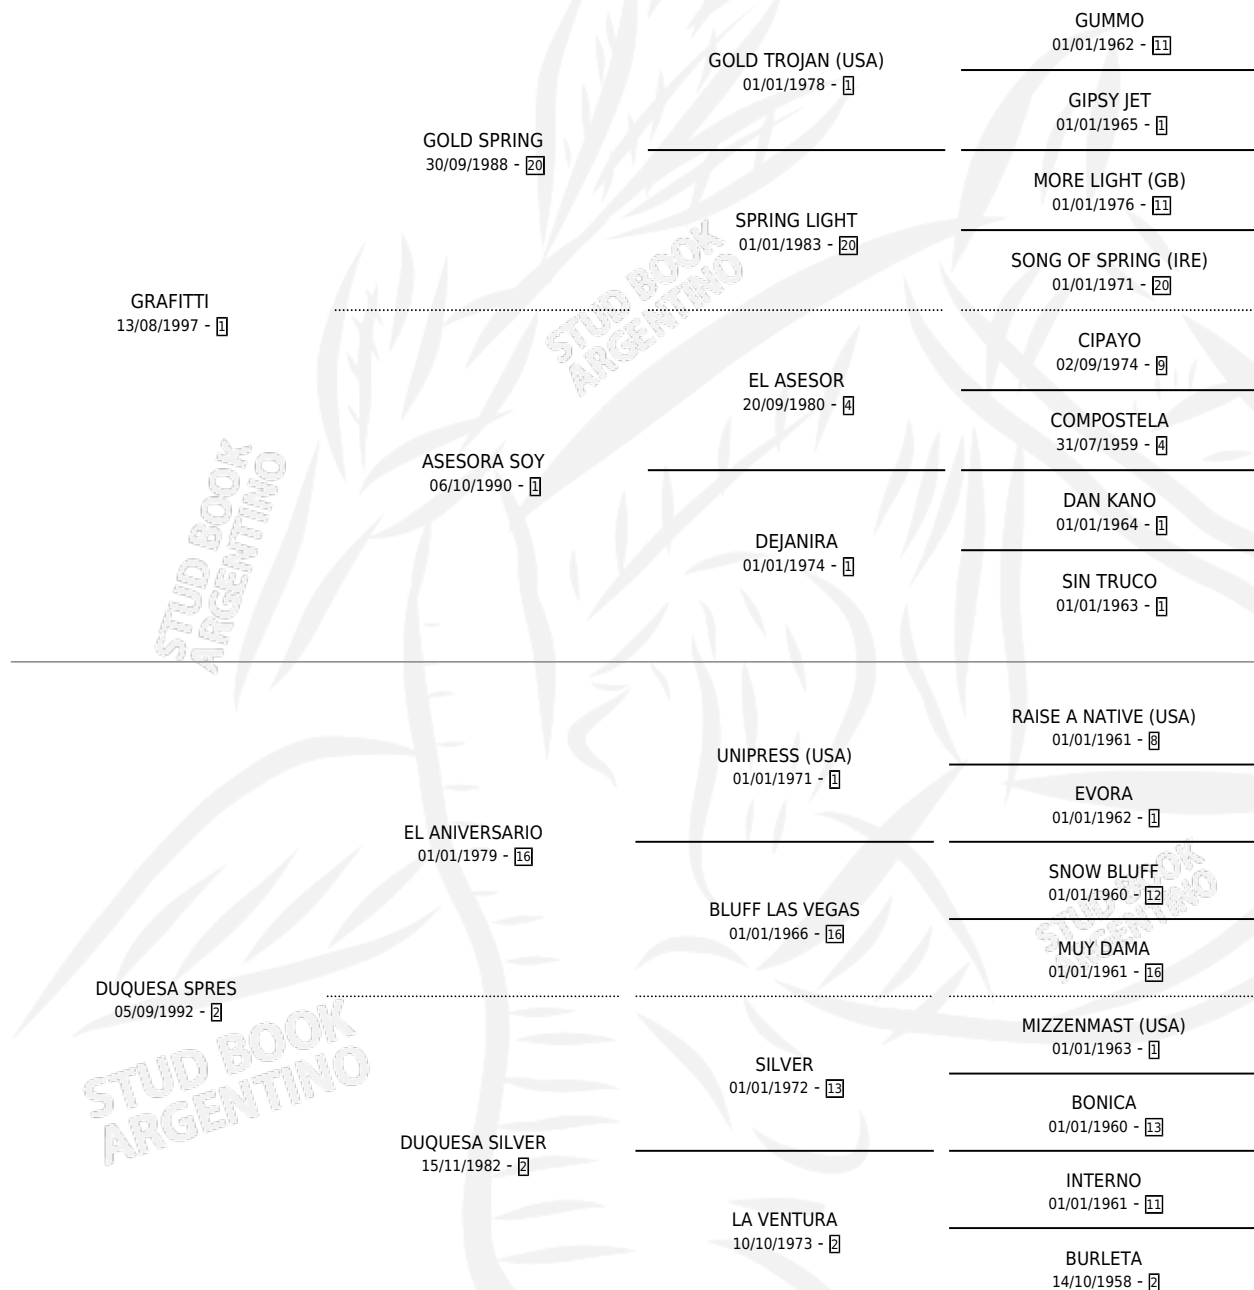 GUMMO
01/01/1962 - 11
GOLD TROJAN (USA)
01/01/1978 - 1
GIPSY JET
01/01/1965 - 1
GOLD SPRING
30/09/1988 - 20
MORE LIGHT (GB)
01/01/1976 - 11
SPRING LIGHT
01/01/1983 - 20
SONG OF SPRING (IRE)
01/01/1971 - 20
GRAFITTI
13/08/1997 - 1
STUD BOOK
ARGENTINO
CIPAYO
02/09/1974 - 9
EL ASESOR
20/09/1980 - 4
COMPOSTELA
31/07/1959 - 4
ASESORA SOY
06/10/1990 - 1
DAN KANO
01/01/1964 - 1
DEJANIRA
01/01/1974 - 1
SIN TRUCO
01/01/1963 - 1
STUD BOOK
ARGENTINO
RAISE A NATIVE (USA)
01/01/1961 - 8
UNIPRESS (USA)
01/01/1971 - 1
EVORA
01/01/1962 - 1
EL ANIVERSARIO
01/01/1979 - 16
SNOW BLUFF
01/01/1960 - 12
BLUFF LAS VEGAS
01/01/1966 - 16
MUY DAMA
01/01/1961 - 16
STUD BOOK
ARGENTINO
DUQUESA SPRES
05/09/1992 - 2
STUD BOOK
ARGENTINO
MIZZENMAST (USA)
01/01/1963 - 1
SILVER
01/01/1972 - 13
BONICA
01/01/1960 - 13
DUQUESA SILVER
15/11/1982 - 2
INTERNO
01/01/1961 - 11
LA VENTURA
10/10/1973 - 2
BURLETA
14/10/1958 - 2